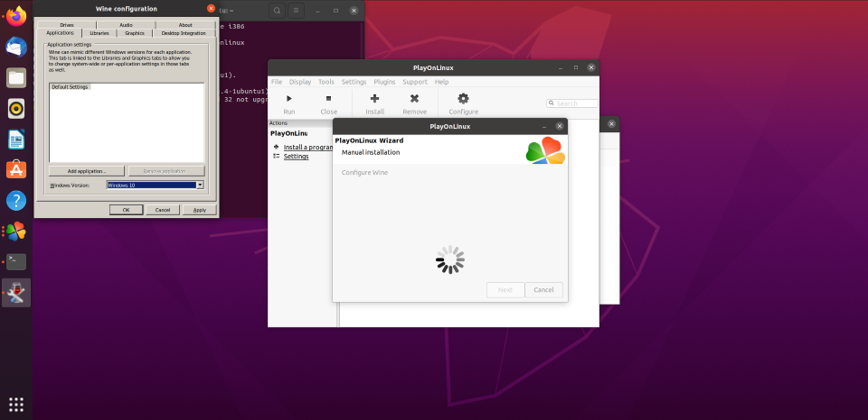 Wine configuration
Drives
Audio
About
Applications
Libraries
Graphics
Desktop Integration
Application settings
Wine can mimic different Windows versions for each application.
This tab is linked to the Libraries and Graphics tabs to allow you
to change system-wide or per-application settings in those tabs
as well.
Default Settings
Add application...
Remove application
Windows Version:
Windows 10
OK
Cancel
Apply
e i386
onlinux
u1).
.4-1ubuntu1)
32 not upgr
PlayOnLinux
File Display Tools Settings Plugins Support Help
Run
Close
Install
Remove
Configure
Search
Actions
PlayOnLinu
Install a program
Settings
PlayOnLinux
PlayOnLinux Wizard
Manual installation
Configure Wine
Next
Cancel